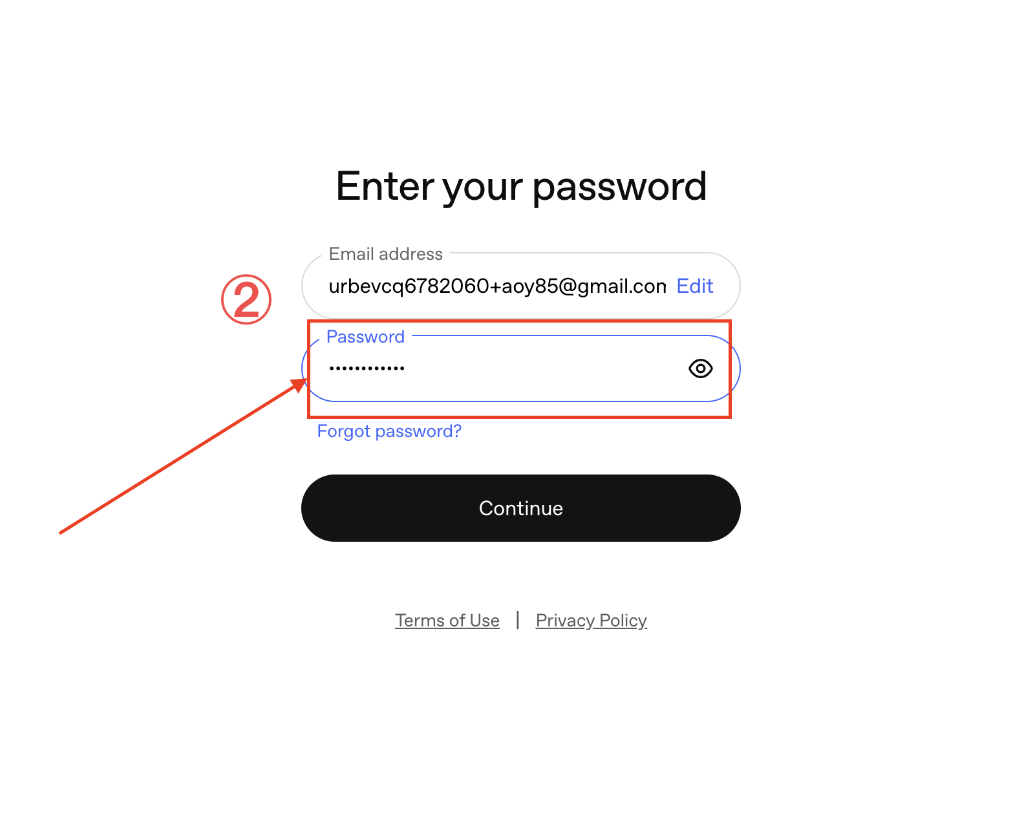 Enter your password
Email address
urbevcq6782060+aoy85@gmail.con Edit
②
Password
••••••••••••
Forgot password?
Continue
Terms of Use | Privacy Policy